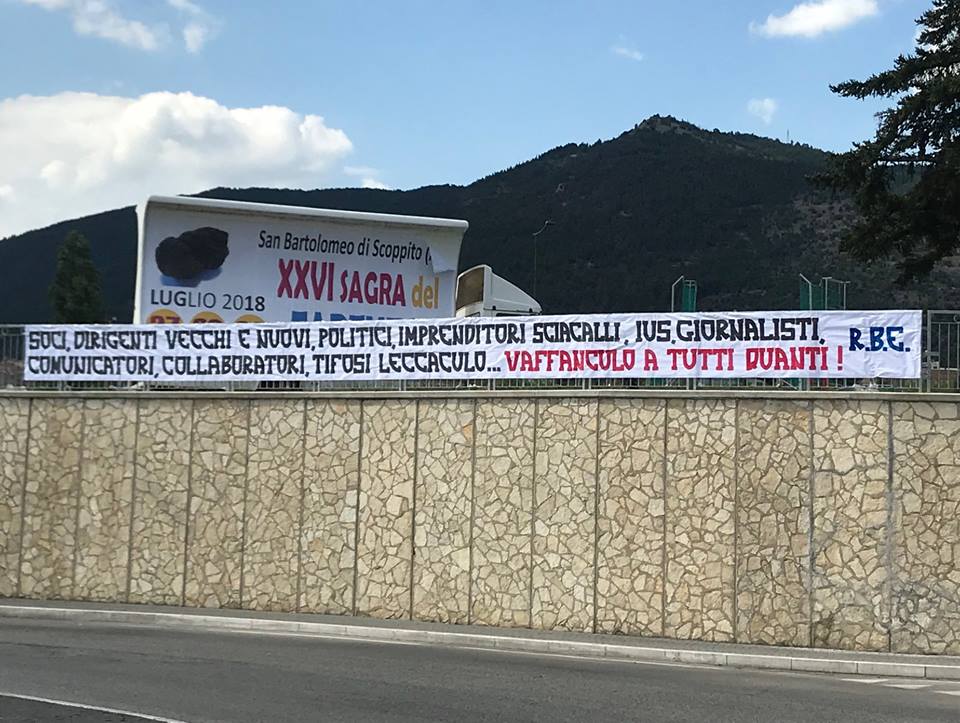 San Bartolomeo di Scoppito (
XXVI SAGRA del
LUGLIO 2018
SOCI, DIRIGENTI VECCHI E NUOVI, POLITICI, IMPRENDITORI SCIACALLI, IUS, GIORNALISTI,
COMUNICATORI, COLLABORATORI, TIFOSI LECCACULO... VAFFANCULO A TUTTI QUANTI !
R.B.E.